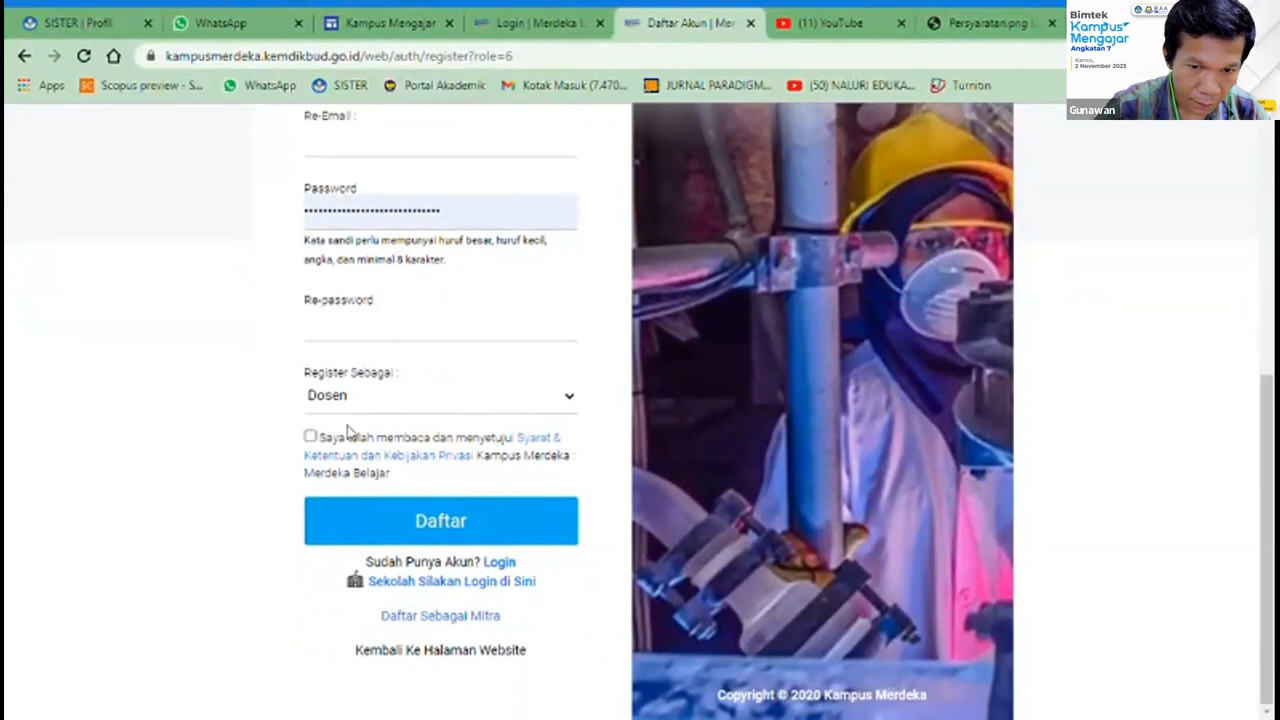 SISTER | Profil
WhatsApp
Kampus Mengajar
Login | Merdeka B
Daftar Akun | Mer
(11) YouTube
Persyaratan.png (
kampusmerdeka.kemdikbud.go.id/web/auth/register?role=6
Apps
Scopus preview - S...
WhatsApp
SISTER
Portal Akademik
Kotak Masuk (7.470...
JURNAL PARADIGM...
(50) NALURI EDUKA...
Turnitin
Bimtek
Kampus
Mengajar
Angkatan 7
Kamis,
2 November 2023
Gunawan
Re-Email :
Password
••••••••••••••••••••••••••••
Kata sandi perlu mempunyai huruf besar, huruf kecil,
angka, dan minimal 8 karakter.
Re-password
Register Sebagai :
Dosen
Saya telah membaca dan menyetujui Syarat &
Ketentuan dan Kebijakan Privasi Kampus Merdeka :
Merdeka Belajar
Daftar
Sudah Punya Akun? Login
Sekolah Silakan Login di Sini
Daftar Sebagai Mitra
Kembali Ke Halaman Website
Copyright © 2020 Kampus Merdeka